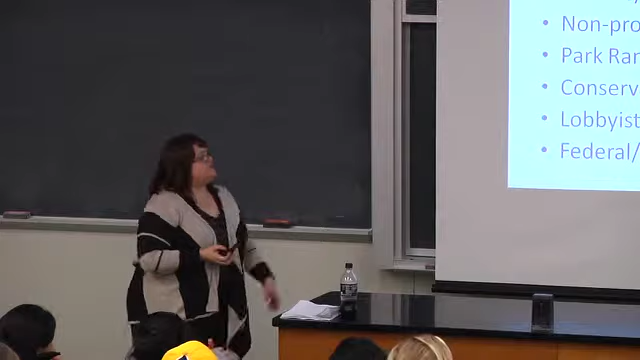 • Non-pro
• Park Ran
• Conserv
• Lobbyist
• Federal/